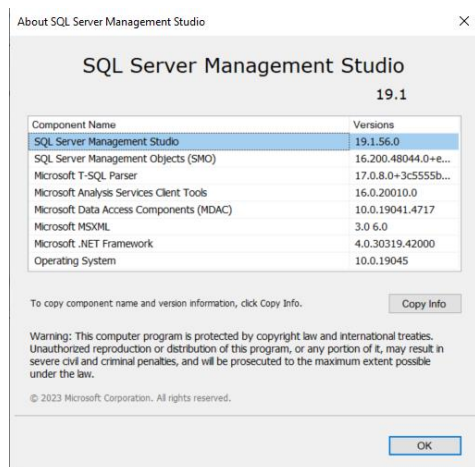 About SQL Server Management Studio
SQL Server Management Studio
19.1
Component Name Versions
SQL Server Management Studio 19.1.56.0
SQL Server Management Objects (SMO) 16.200.48044.0+e...
Microsoft T-SQL Parser 17.0.8.0+3c5555b...
Microsoft Analysis Services Client Tools 16.0.20010.0
Microsoft Data Access Components (MDAC) 10.0.19041.4717
Microsoft MSXML 3.0 6.0
Microsoft .NET Framework 4.0.30319.42000
Operating System 10.0.19045
To copy component name and version information, click Copy Info. Copy Info
Warning: This computer program is protected by copyright law and international treaties.
Unauthorized reproduction or distribution of this program, or any portion of it, may result in
severe civil and criminal penalties, and will be prosecuted to the maximum extent possible
under the law.
© 2023 Microsoft Corporation. All rights reserved.
OK